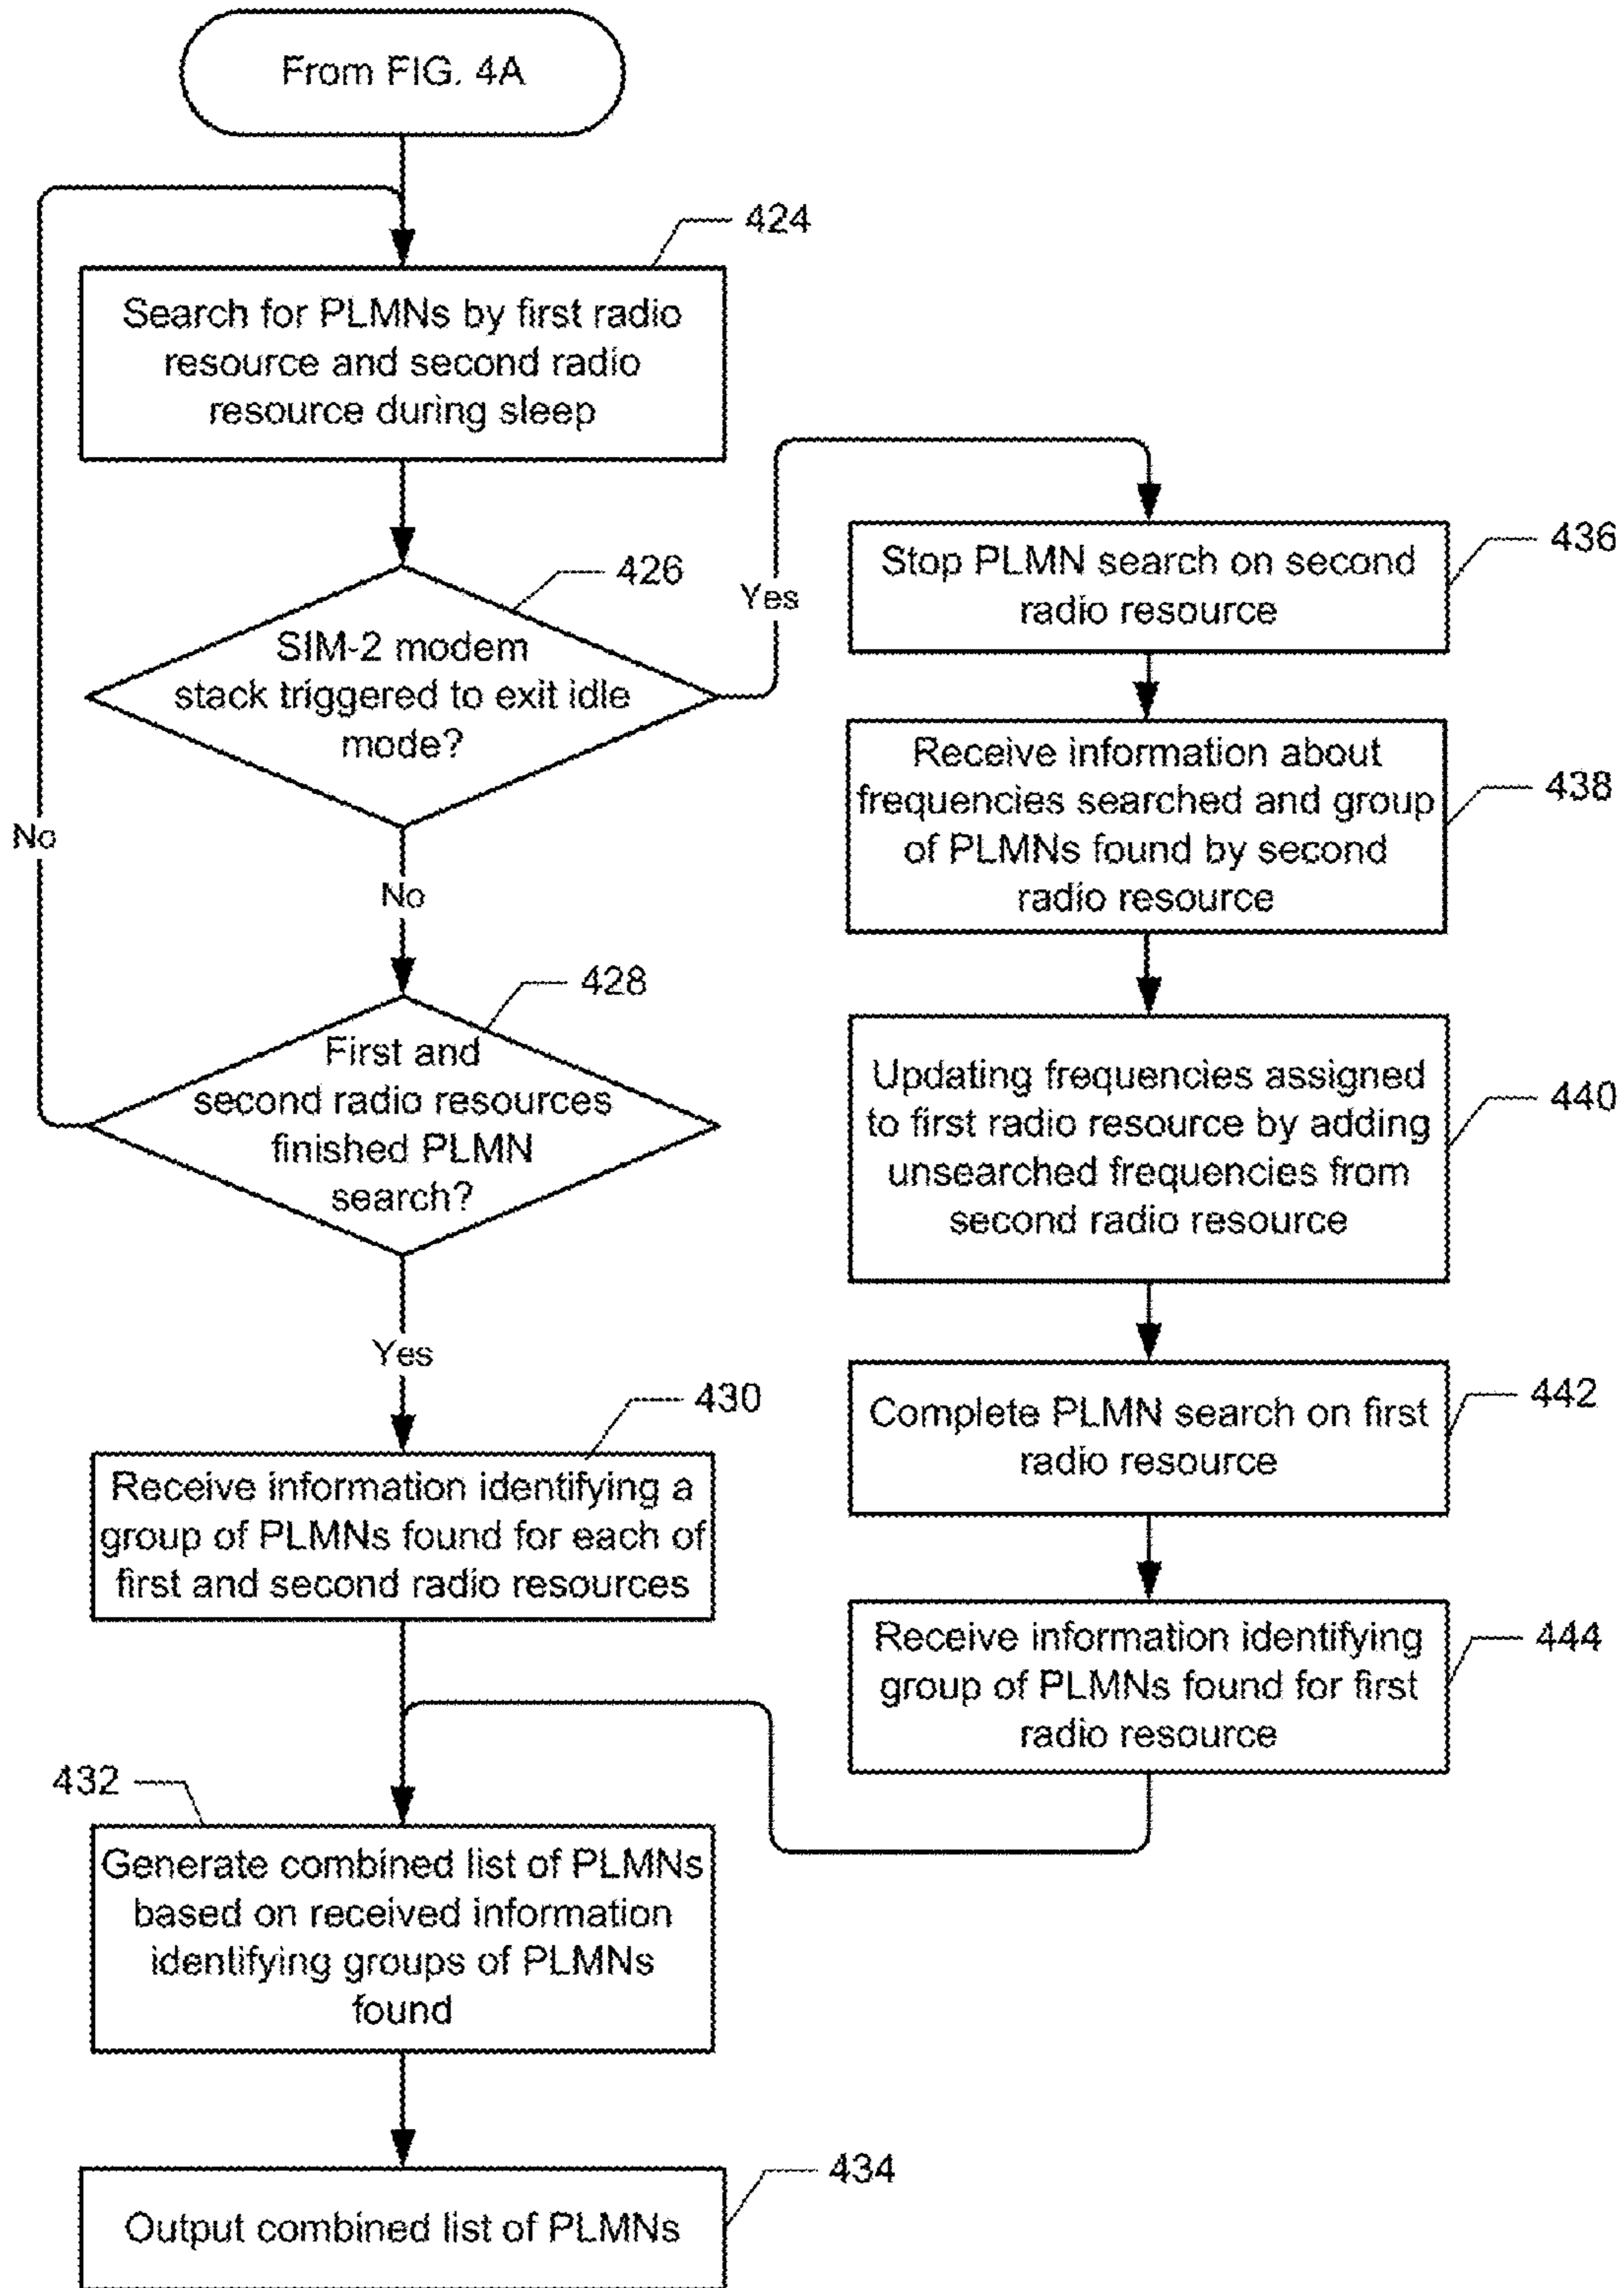 From FIG. 4A
424
Search for PLMNs by first radio
resource and second radio
resource during sleep
426
SIM-2 modem
stack triggered to exit idle
mode?
Yes
No
No
428
First and
second radio resources
finished PLMN
search?
Yes
430
Receive information identifying a
group of PLMNs found for each of
first and second radio resources
432
Generate combined list of PLMNs
based on received information
identifying groups of PLMNs
found
434
Output combined list of PLMNs
436
Stop PLMN search on second
radio resource
438
Receive information about
frequencies searched and group
of PLMNs found by second
radio resource
440
Updating frequencies assigned
to first radio resource by adding
unsearched frequencies from
second radio resource
442
Complete PLMN search on first
radio resource
444
Receive information identifying
group of PLMNs found for first
radio resource